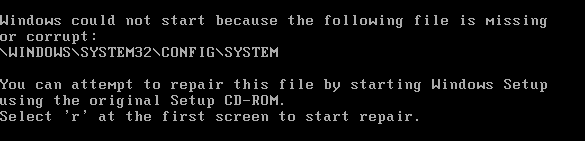 Windows could not start because the following file is missing
or corrupt:
\WINDOWS\SYSTEM32\CONFIG\SYSTEM
You can attempt to repair this file by starting Windows Setup
using the original Setup CD-ROM.
Select 'r' at the first screen to start repair.